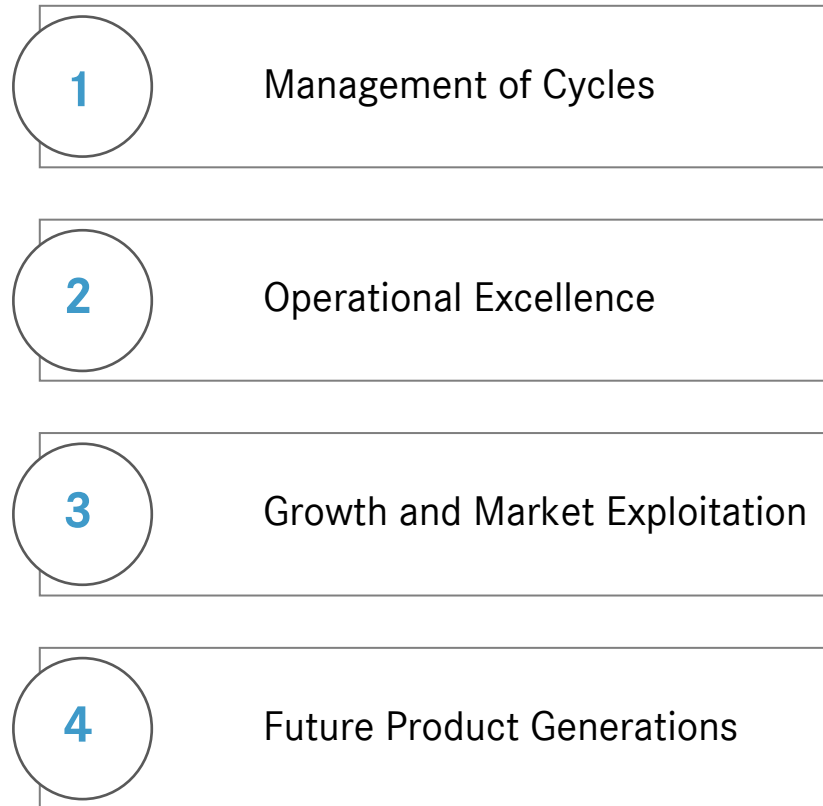 1
Management of Cycles
2
Operational Excellence
3
Growth and Market Exploitation
4
Future Product Generations